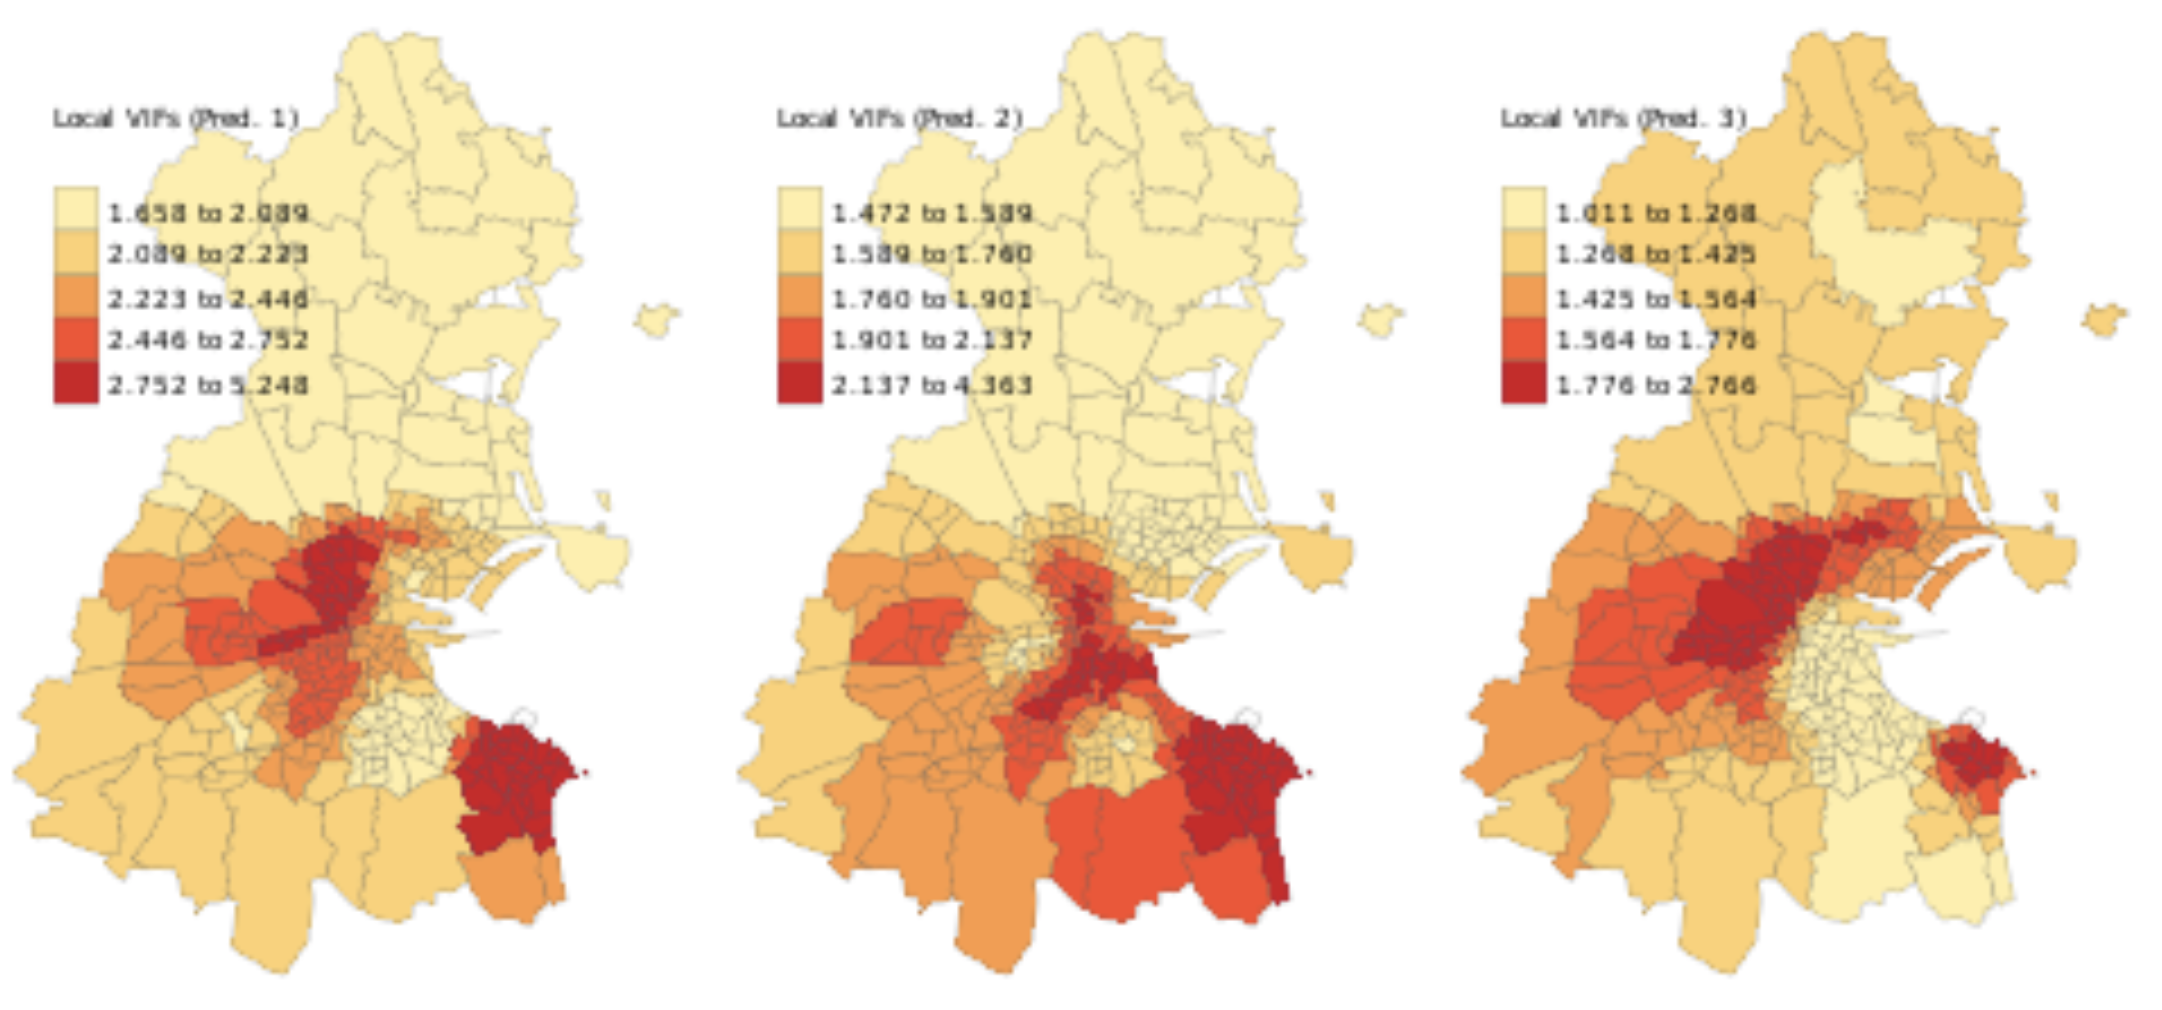 Local VIFs (Pred. 1)
1.658 to 2.089
2.089 to 2.223
2.223 to 2.446
2.446 to 2.752
2.752 to 5.248
Local VIFs (Pred. 2)
1.472 to 1.589
1.589 to 1.760
1.760 to 1.901
1.901 to 2.137
2.137 to 4.363
Local VIFs (Pred. 3)
1.011 to 1.268
1.268 to 1.425
1.425 to 1.564
1.564 to 1.776
1.776 to 2.766